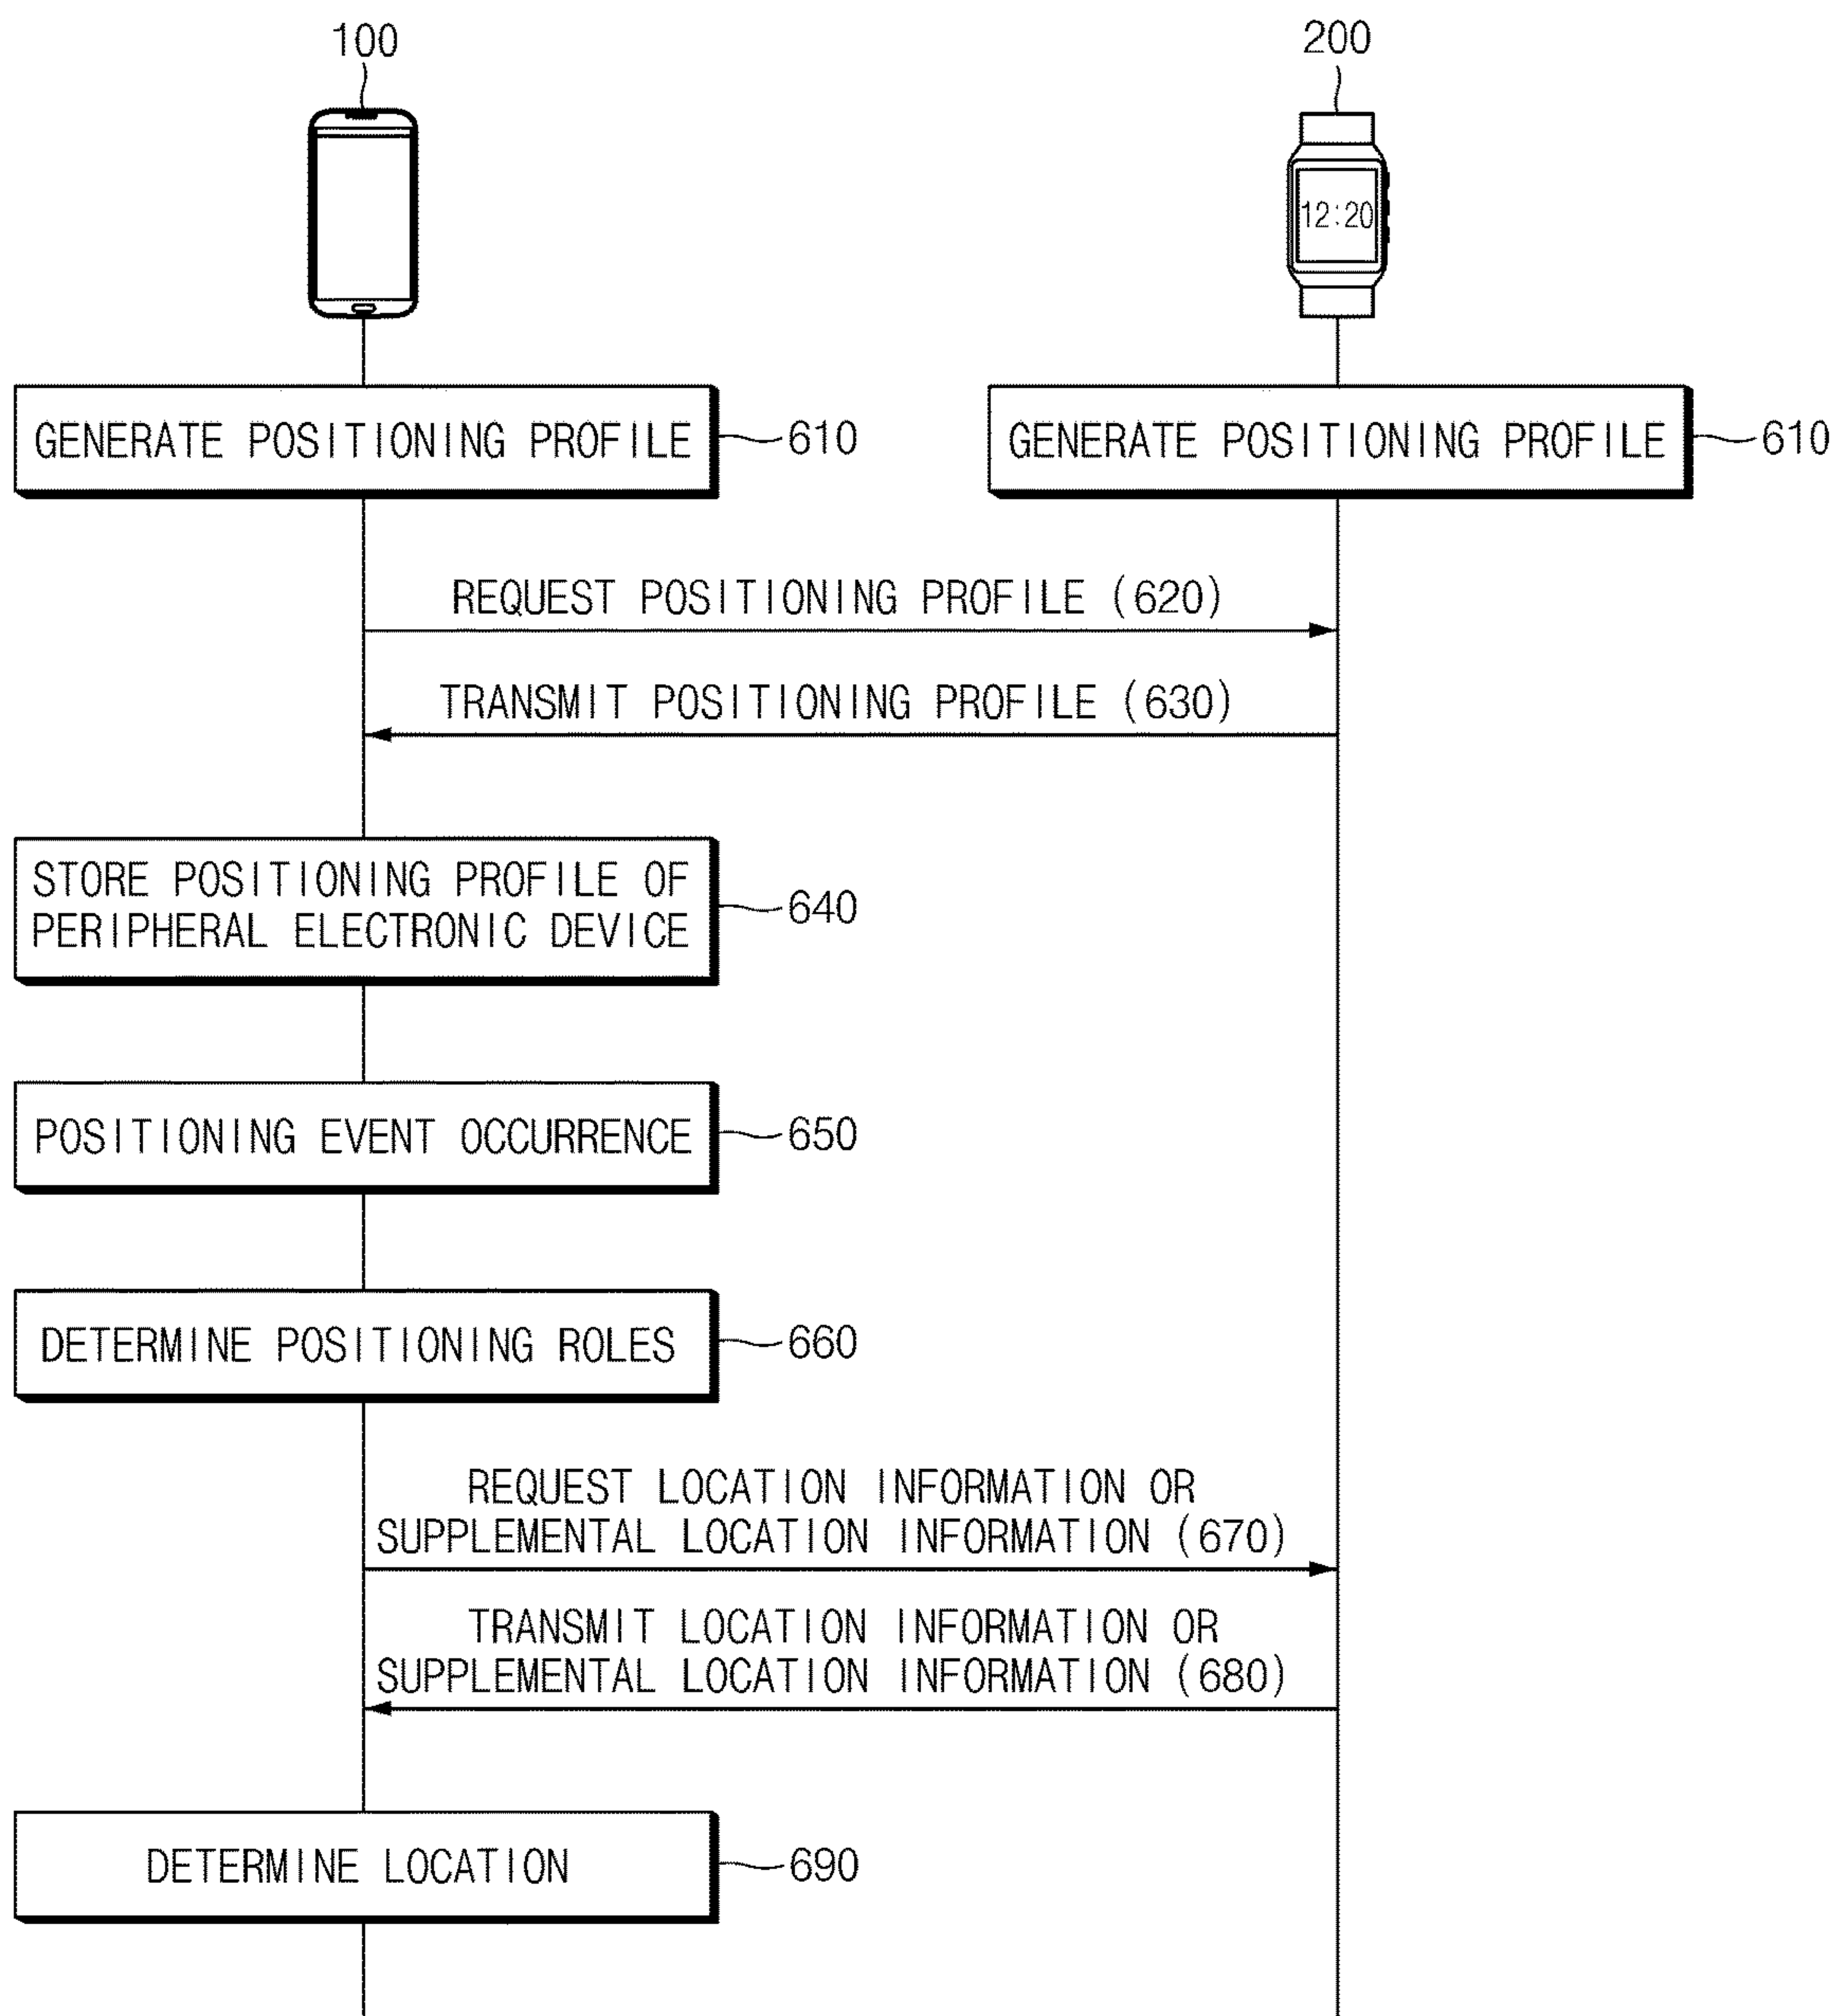 100
200
12:20
GENERATE POSITIONING PROFILE
610
GENERATE POSITIONING PROFILE
610
REQUEST POSITIONING PROFILE (620)
TRANSMIT POSITIONING PROFILE (630)
STORE POSITIONING PROFILE OF
PERIPHERAL ELECTRONIC DEVICE
640
POSITIONING EVENT OCCURRENCE
650
DETERMINE POSITIONING ROLES
660
REQUEST LOCATION INFORMATION OR
SUPPLEMENTAL LOCATION INFORMATION (670)
TRANSMIT LOCATION INFORMATION OR
SUPPLEMENTAL LOCATION INFORMATION (680)
DETERMINE LOCATION
690